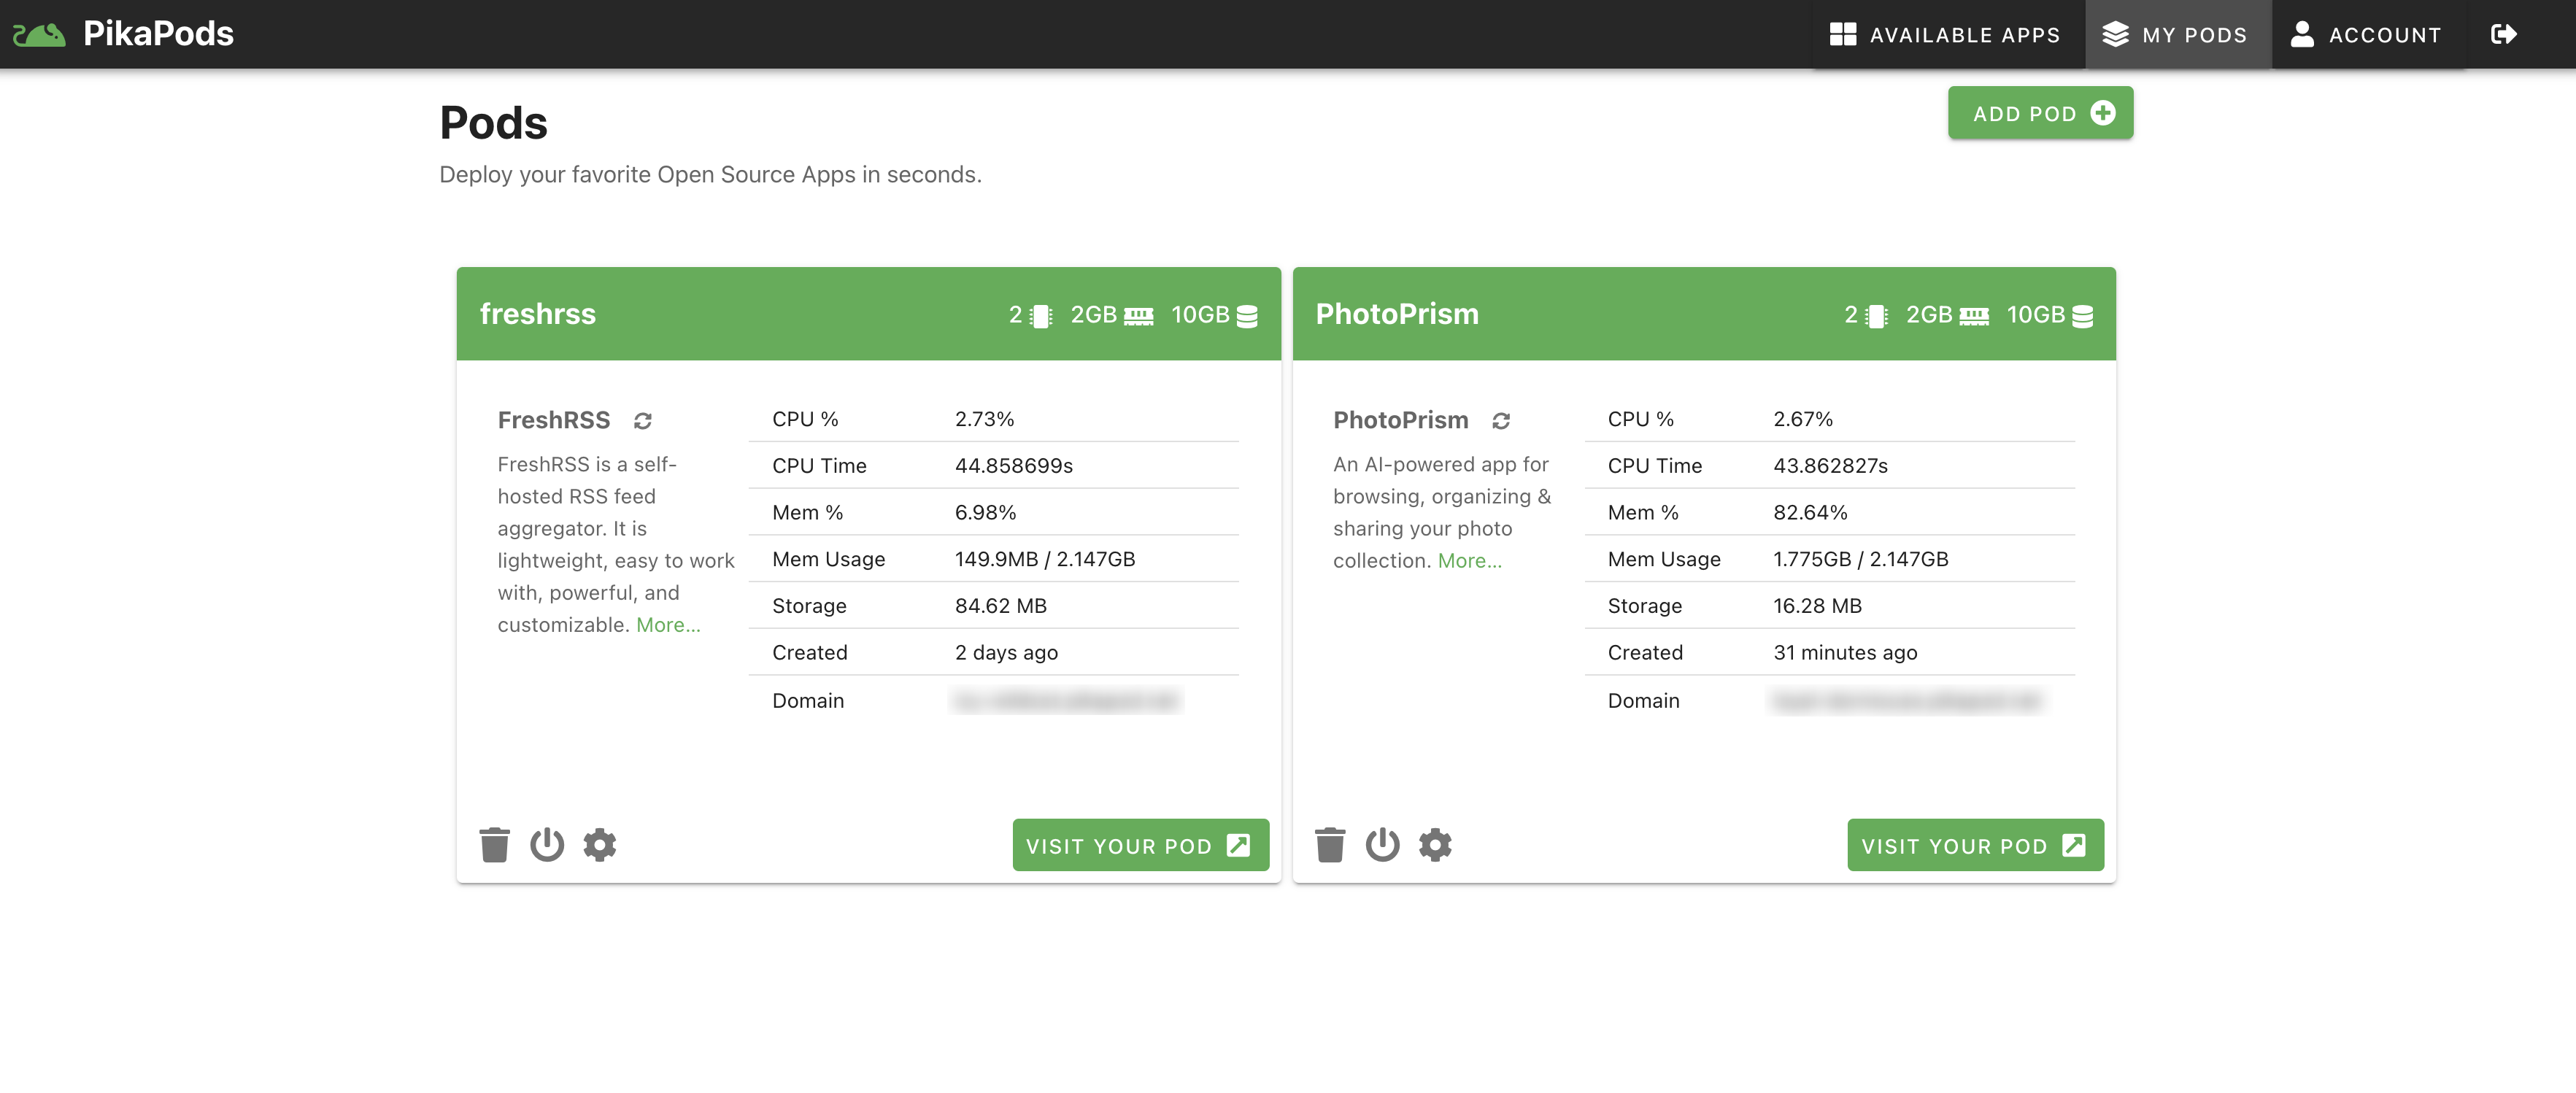 PikaPods
AVAILABLE APPS
MY PODS
ACCOUNT
Pods
ADD POD
Deploy your favorite Open Source Apps in seconds.
freshrss
2 2GB 10GB
FreshRSS
FreshRSS is a self-
hosted RSS feed
aggregator. It is
lightweight, easy to work
with, powerful, and
customizable. More...
CPU % 2.73%
CPU Time 44.858699s
Mem % 6.98%
Mem Usage 149.9MB / 2.147GB
Storage 84.62 MB
Created 2 days ago
Domain
VISIT YOUR POD
PhotoPrism
2 2GB 10GB
PhotoPrism
An AI-powered app for
browsing, organizing &
sharing your photo
collection. More...
CPU % 2.67%
CPU Time 43.862827s
Mem % 82.64%
Mem Usage 1.775GB / 2.147GB
Storage 16.28 MB
Created 31 minutes ago
Domain
VISIT YOUR POD